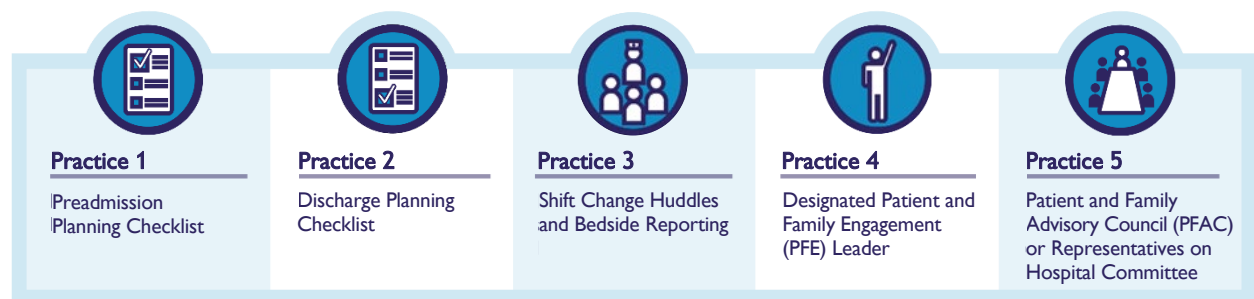 Practice 1
Preadmission
Planning Checklist
Practice 2
Discharge Planning
Checklist
Practice 3
Shift Change Huddles
and Bedside Reporting
Practice 4
Designated Patient and
Family Engagement
(PFE) Leader
Practice 5
Patient and Family
Advisory Council (PFAC)
or Representatives on
Hospital Committee